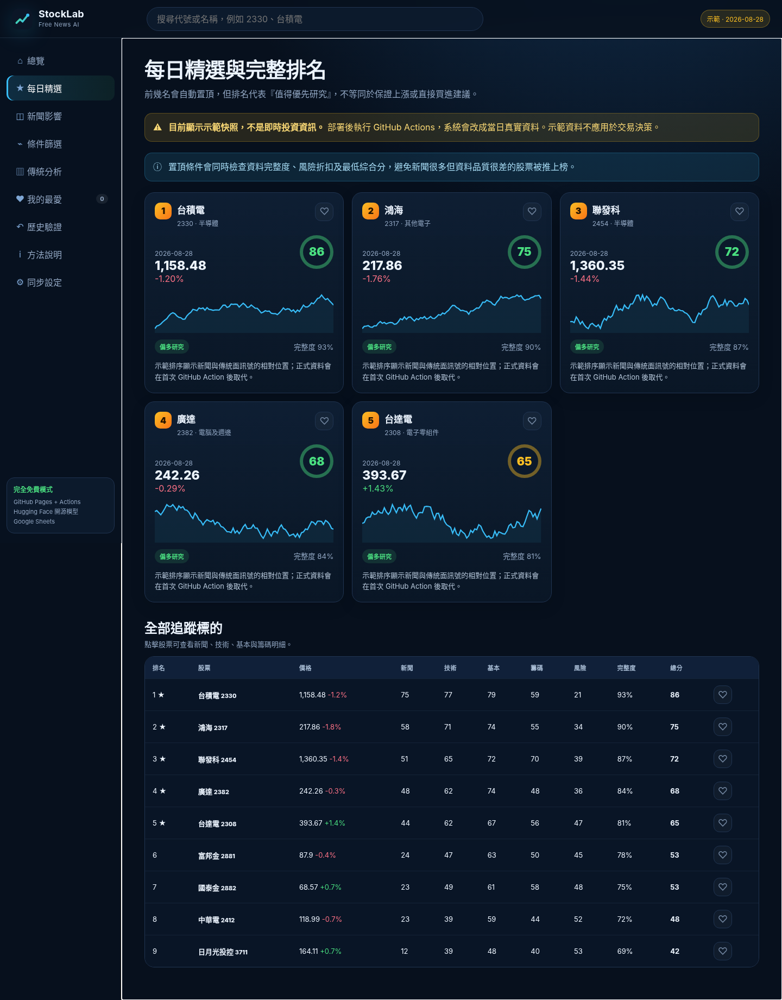 StockLab
Free News AI
搜尋代號或名稱，例如 2330、台積電
示範 · 2026-08-28
總覽
每日精選
新聞影響
條件篩選
傳統分析
我的最愛 0
歷史驗證
方法說明
同步設定
完全免費模式
GitHub Pages + Actions
Hugging Face 開源模型
Google Sheets
每日精選與完整排名
前幾名會自動置頂，但排名代表『值得優先研究』，不等同於保證上漲或直接買進建議。
目前顯示示範快照，不是即時投資資訊。 部署後執行 GitHub Actions，系統會改成當日真實資料。示範資料不應用於交易決策。
置頂條件會同時檢查資料完整度、風險折扣及最低綜合分，避免新聞很多但資料品質很差的股票被推上榜。
1 台積電
2330 · 半導體
2026-08-28
1,158.48
-1.20%
86
偏多研究 完整度 93%
示範排序顯示新聞與傳統面訊號的相對位置；正式資料會
在首次 GitHub Action 後取代。
2 鴻海
2317 · 其他電子
2026-08-28
217.86
-1.76%
75
偏多研究 完整度 90%
示範排序顯示新聞與傳統面訊號的相對位置；正式資料會
在首次 GitHub Action 後取代。
3 聯發科
2454 · 半導體
2026-08-28
1,360.35
-1.44%
72
偏多研究 完整度 87%
示範排序顯示新聞與傳統面訊號的相對位置；正式資料會
在首次 GitHub Action 後取代。
4 廣達
2382 · 電腦及週邊
2026-08-28
242.26
-0.29%
68
偏多研究 完整度 84%
示範排序顯示新聞與傳統面訊號的相對位置；正式資料會
在首次 GitHub Action 後取代。
5 台達電
2308 · 電子零組件
2026-08-28
393.67
+1.43%
65
偏多研究 完整度 81%
示範排序顯示新聞與傳統面訊號的相對位置；正式資料會
在首次 GitHub Action 後取代。
全部追蹤標的
點擊股票可查看新聞、技術、基本與籌碼明細。
排名 股票 價格 新聞 技術 基本 籌碼 風險 完整度 總分
1 ★ 台積電 2330 1,158.48 -1.2% 75 77 79 59 21 93% 86
2 ★ 鴻海 2317 217.86 -1.8% 58 71 74 55 34 90% 75
3 ★ 聯發科 2454 1,360.35 -1.4% 51 65 72 70 39 87% 72
4 ★ 廣達 2382 242.26 -0.3% 48 62 74 48 36 84% 68
5 ★ 台達電 2308 393.67 +1.4% 44 62 67 56 47 81% 65
6 富邦金 2881 87.9 -0.4% 24 47 63 50 45 78% 53
7 國泰金 2882 68.57 +0.7% 23 49 61 58 48 75% 53
8 中華電 2412 118.99 -0.7% 23 39 59 44 52 72% 48
9 日月光投控 3711 164.11 +0.7% 12 39 48 40 53 69% 42